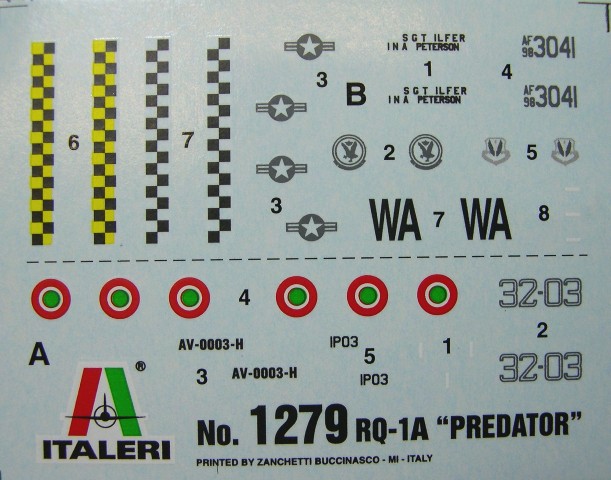 SGT ILFER
INA PETERSON
1
AF 98 3041
4
3
B
SGT ILFER
INA PETERSON
AF 98 3041
6
7
2
5
3
WA 7 WA
8
4
32-03
A
AV-0003-H
IP03
1
2
3
AV-0003-H
5
IP03
32-03
®
ITALERI
No. 1279 RQ-1A “PREDATOR”
PRINTED BY ZANCHETTI BUCCINASCO - MI - ITALY